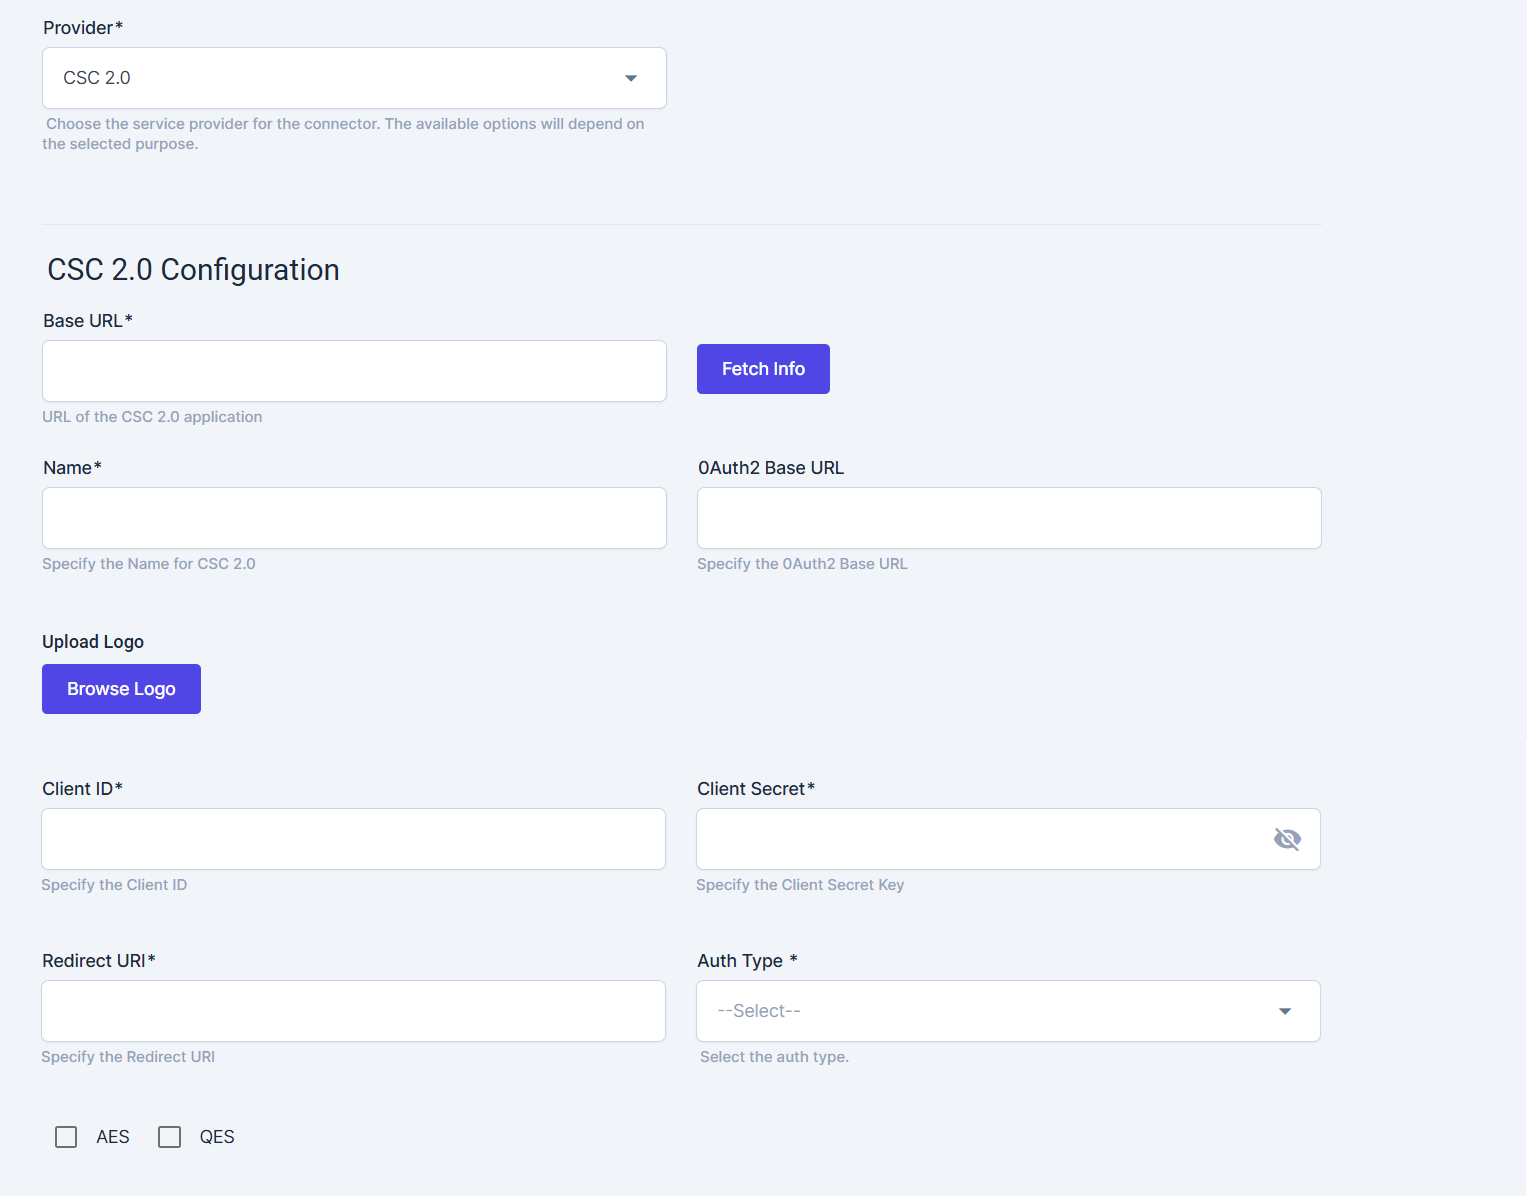 Provider*
CSC 2.0
Choose the service provider for the connector. The available options will depend on
the selected purpose.
CSC 2.0 Configuration
Base URL*
Fetch Info
URL of the CSC 2.0 application
Name*
0Auth2 Base URL
Specify the Name for CSC 2.0
Specify the 0Auth2 Base URL
Upload Logo
Browse Logo
Client ID*
Client Secret*
Specify the Client ID
Specify the Client Secret Key
Redirect URI*
Auth Type *
--Select--
Specify the Redirect URI
Select the auth type.
AES
QES